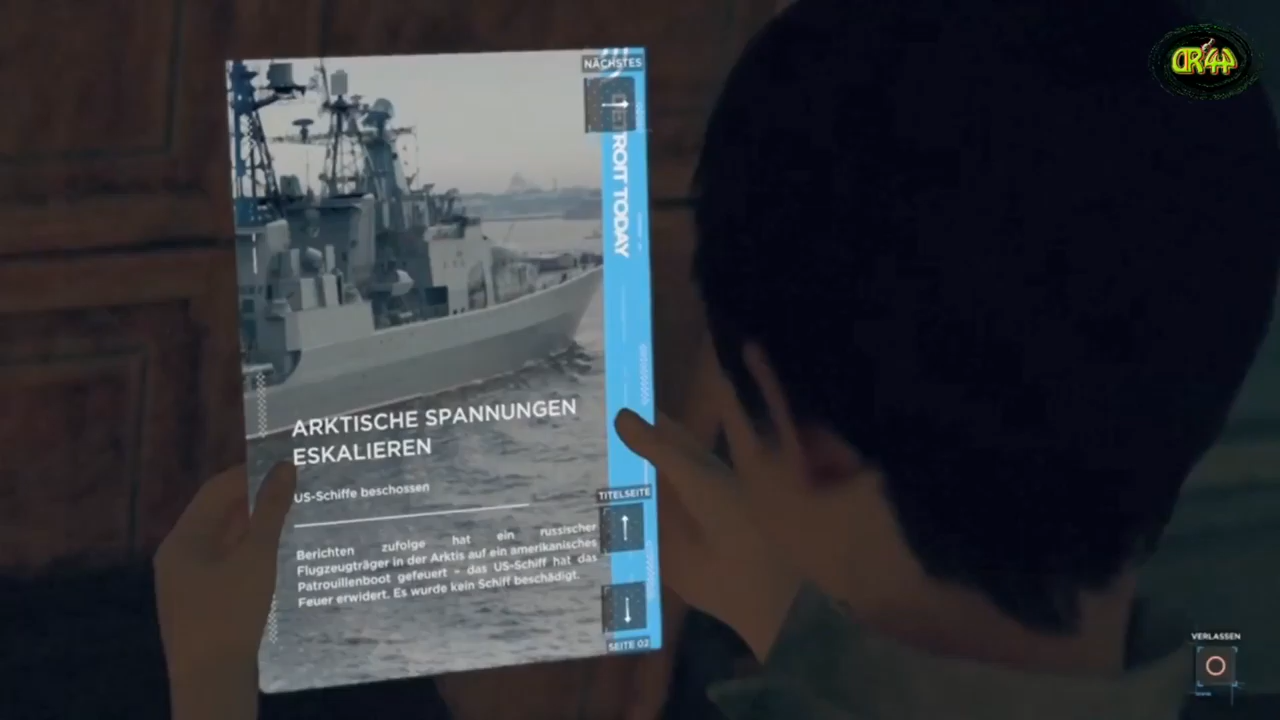 NÄCHSTES
DETROIT TODAY
ARKTISCHE SPANNUNGEN
ESKALIEREN
US-Schiffe beschossen
Berichten zufolge hat ein russischer
Flugzeugträger in der Arktis auf ein amerikanisches
Patrouillenboot gefeuert - das US-Schiff hat das
Feuer erwidert. Es wurde kein Schiff beschädigt.
TITELSEITE
SEITE 02
VERLASSEN